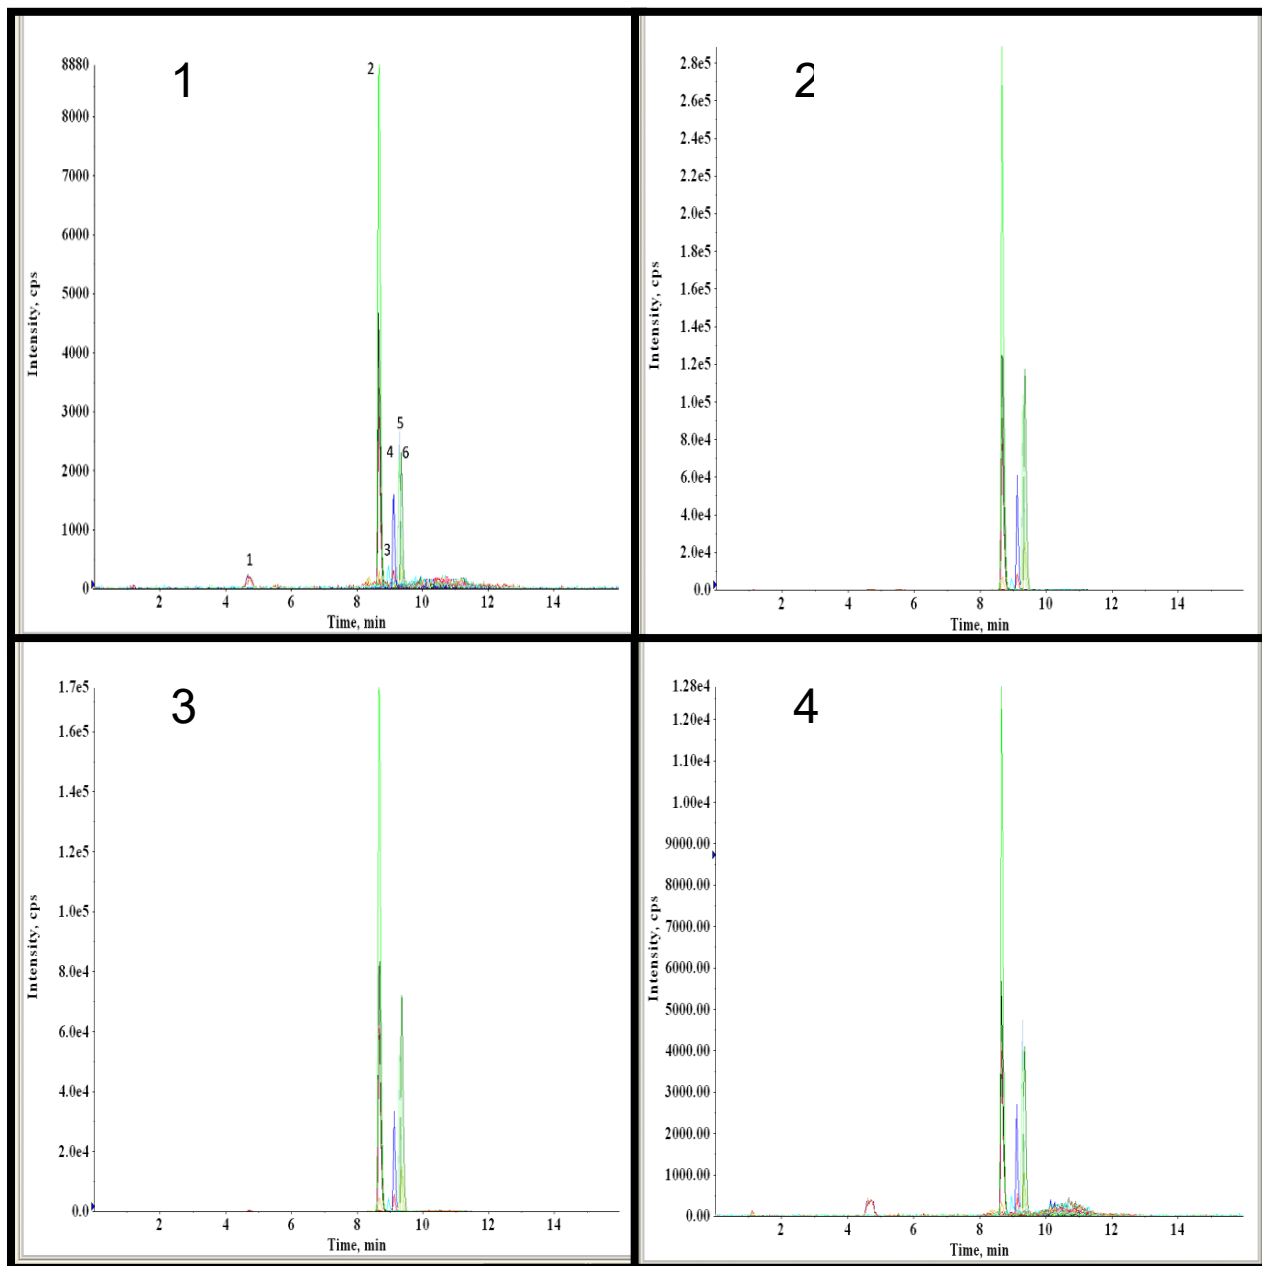 1
8880
8000
7000
6000
5000
4000
3000
2000
1000
0
Intensity, cps
2
5
4 6
3
1
2 4 6 8 10 12 14
Time, min
2
2.8e5
2.6e5
2.4e5
2.2e5
2.0e5
1.8e5
1.6e5
1.4e5
1.2e5
1.0e5
8.0e4
6.0e4
4.0e4
2.0e4
0.0
Intensity, cps
2 4 6 8 10 12 14
Time, min
3
1.7e5
1.6e5
1.4e5
1.2e5
1.0e5
8.0e4
6.0e4
4.0e4
2.0e4
0.0
Intensity, cps
2 4 6 8 10 12 14
Time, min
4
1.28e4
1.20e4
1.10e4
1.00e4
9000.00
8000.00
7000.00
6000.00
5000.00
4000.00
3000.00
2000.00
1000.00
0.00
Intensity, cps
2 4 6 8 10 12 14
Time, min